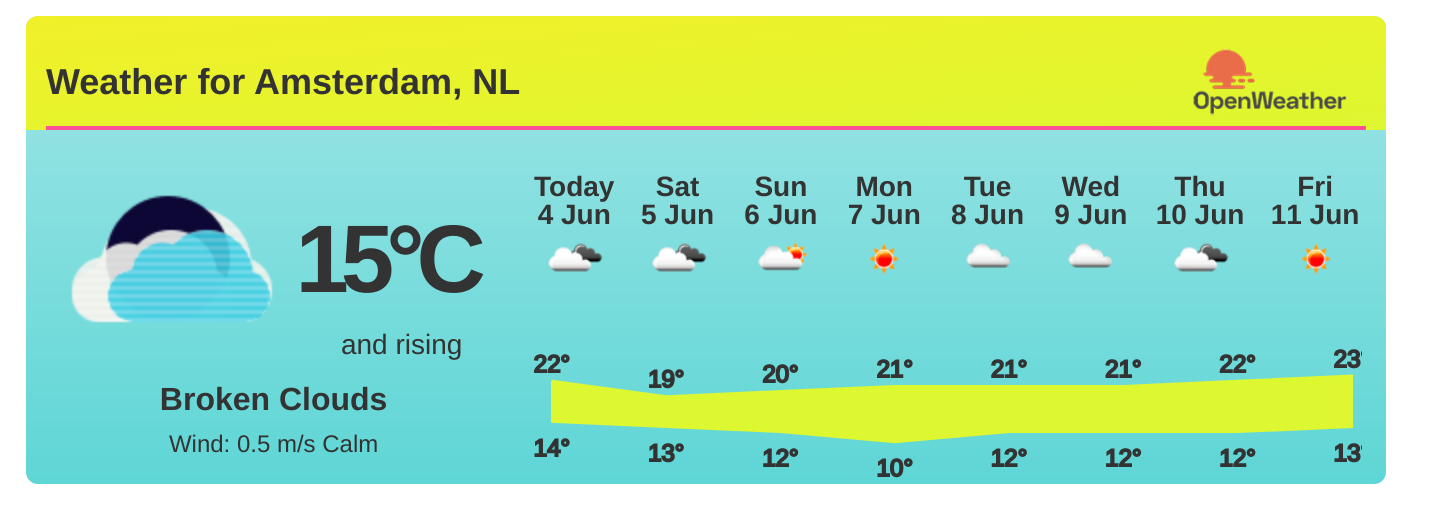 Weather for Amsterdam, NL
OpenWeather
15°C
and rising
Broken Clouds
Wind: 0.5 m/s Calm
Today Sat Sun Mon Tue Wed Thu Fri
4 Jun 5 Jun 6 Jun 7 Jun 8 Jun 9 Jun 10 Jun 11 Jun
22° 19° 20° 21° 21° 21° 22° 23°
14° 13° 12° 10° 12° 12° 12° 13°